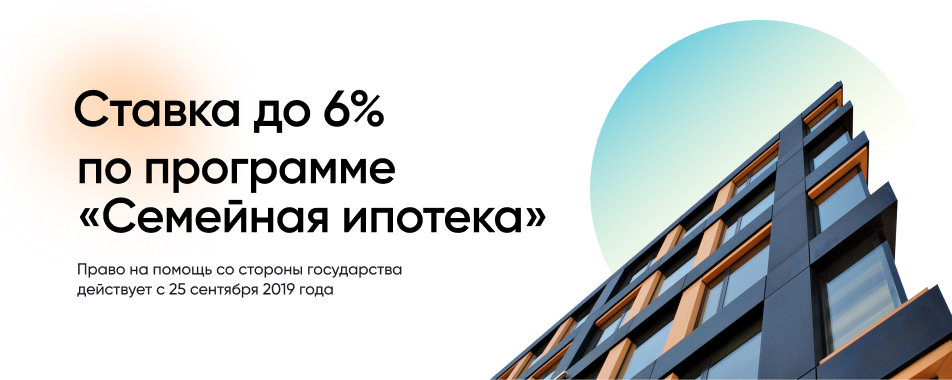 Ставка до 6%
по программе
«Семейная ипотека»
Право на помощь со стороны государства
действует с 25 сентября 2019 года